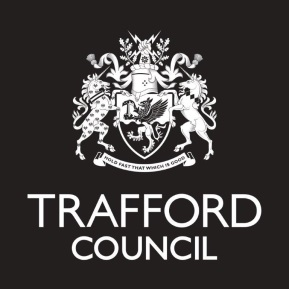 HOLD FAST THAT WHICH IS GOOD
TRAFFORD
COUNCIL